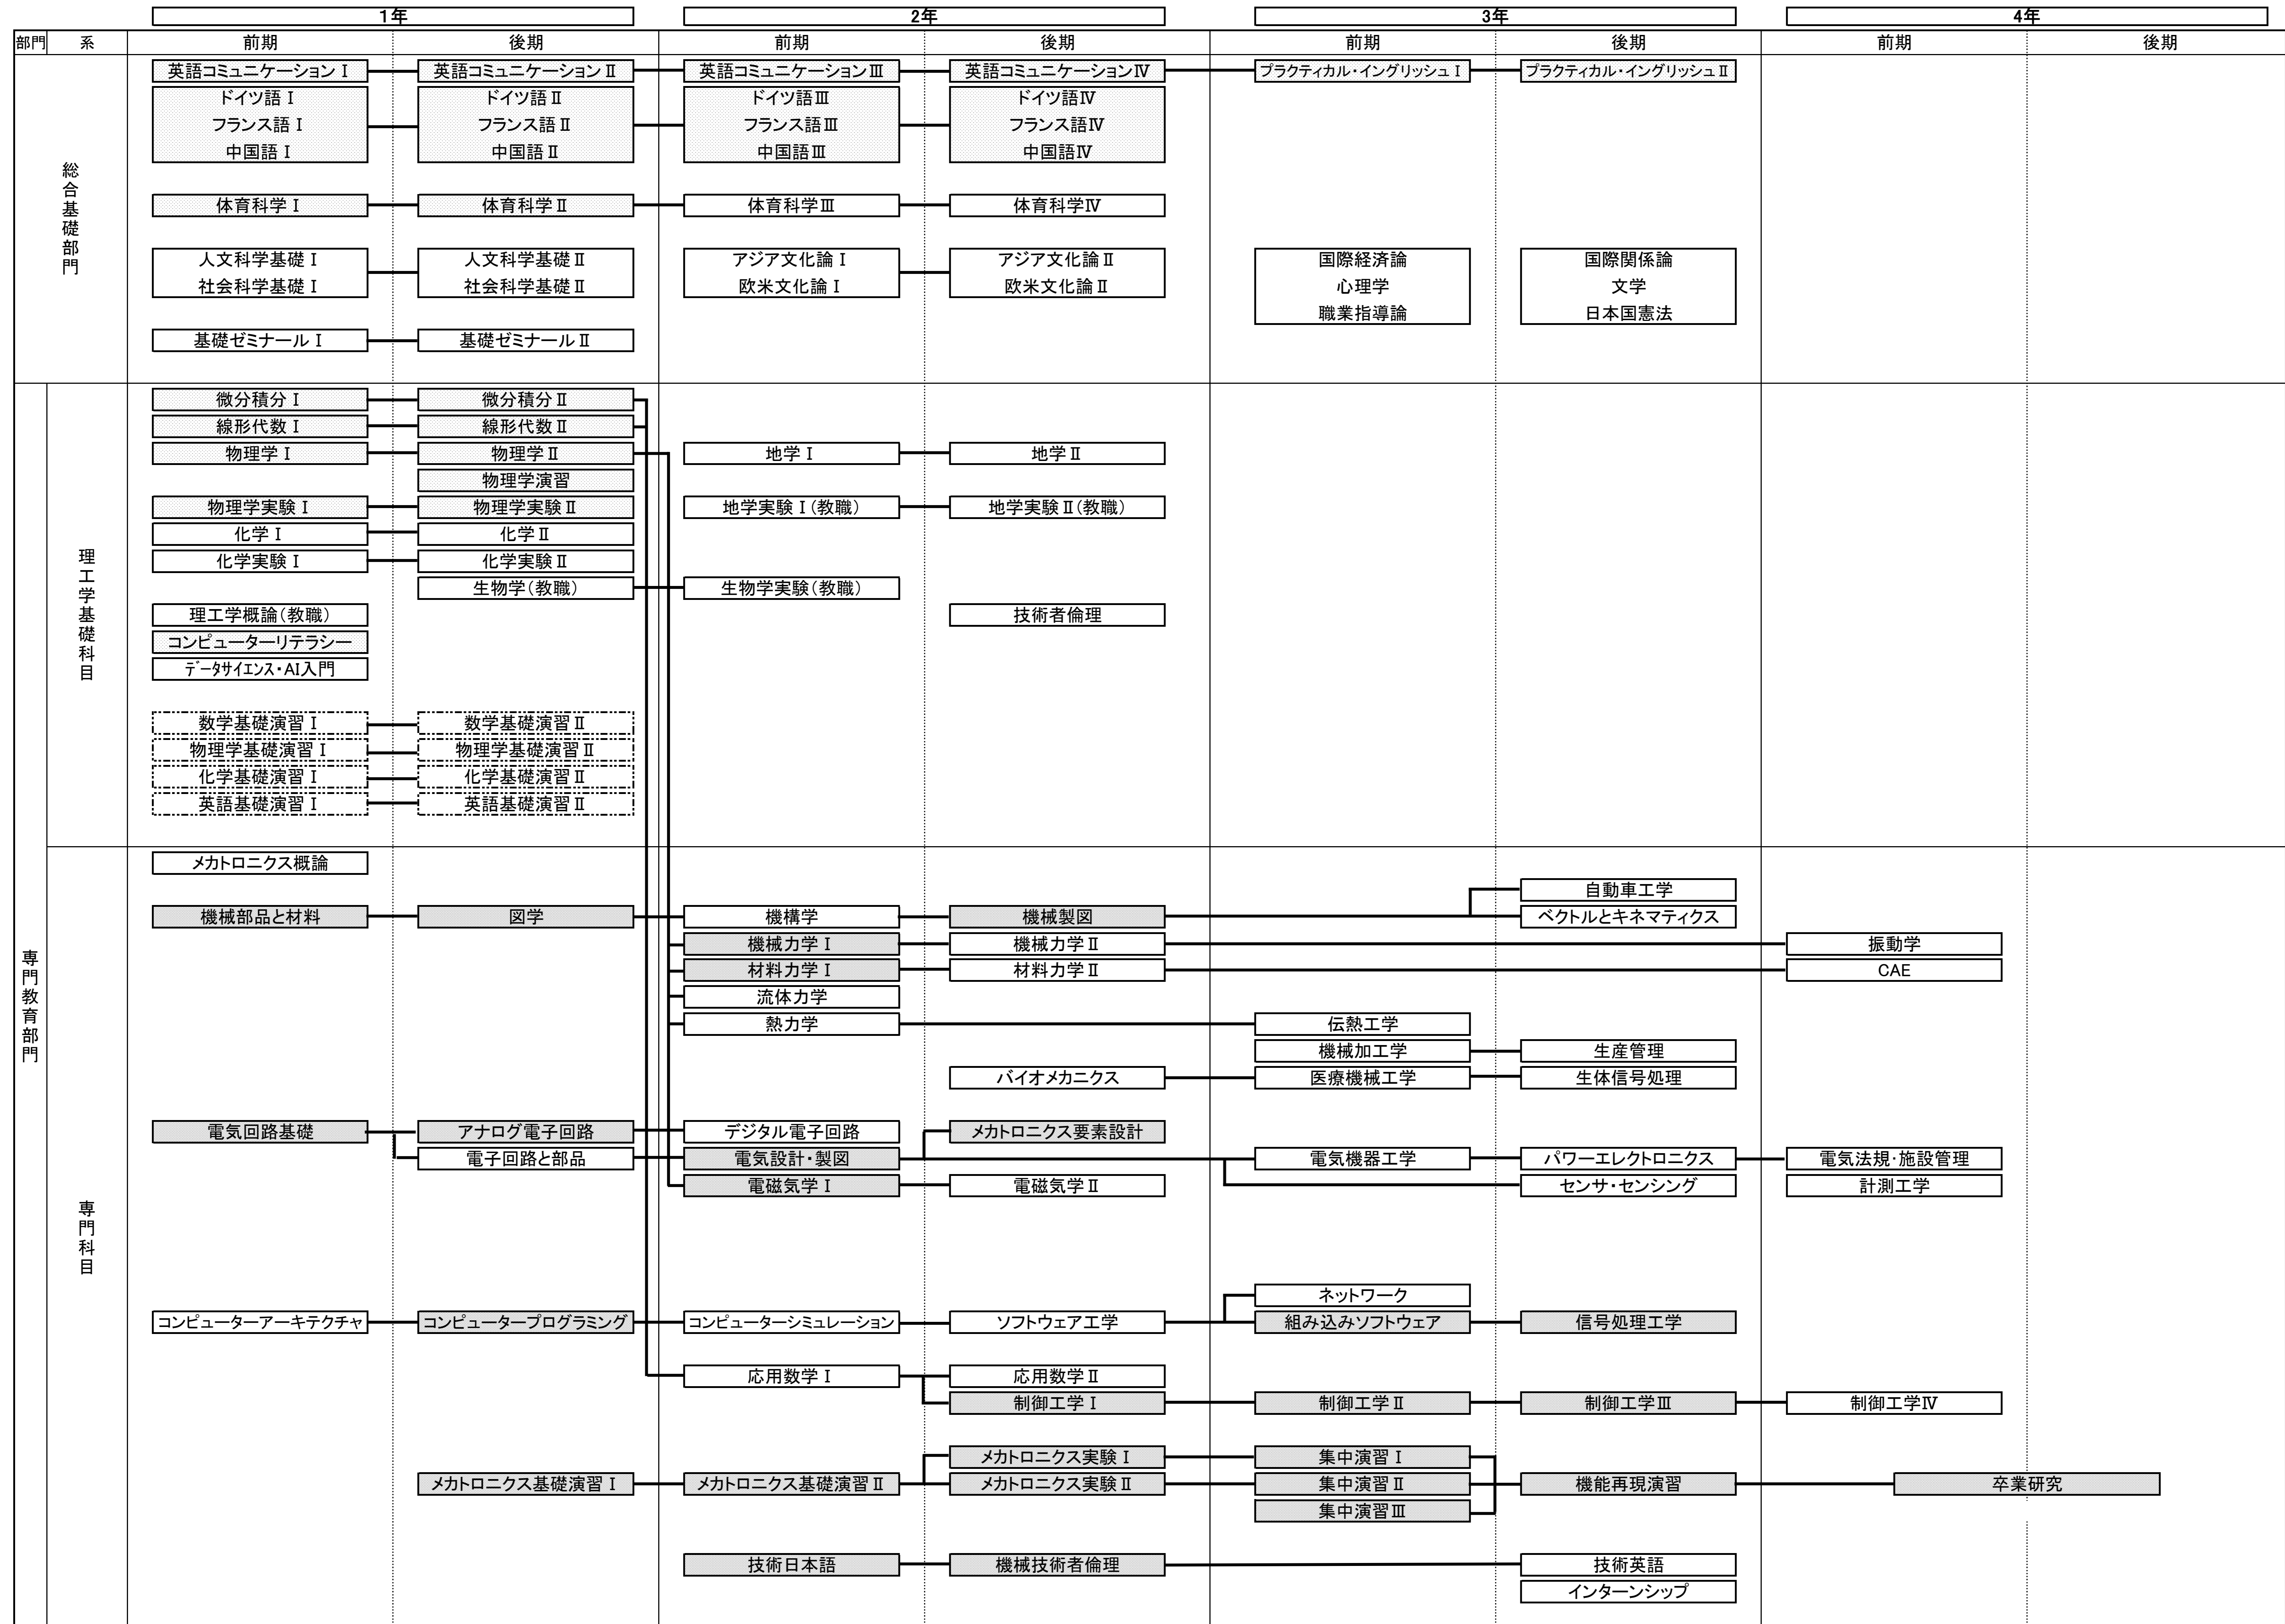 1年
2年
3年
4年
部門 系 前期 後期 前期 後期 前期 後期 前期 後期
総合基礎部門
英語コミュニケーションⅠ 英語コミュニケーションⅡ 英語コミュニケーションⅢ 英語コミュニケーションⅣ プラクティカル・イングリッシュⅠ プラクティカル・イングリッシュⅡ
ドイツ語Ⅰ ドイツ語Ⅱ ドイツ語Ⅲ ドイツ語Ⅳ
フランス語Ⅰ フランス語Ⅱ フランス語Ⅲ フランス語Ⅳ
中国語Ⅰ 中国語Ⅱ 中国語Ⅲ 中国語Ⅳ
体育科学Ⅰ 体育科学Ⅱ 体育科学Ⅲ 体育科学Ⅳ
人文科学基礎Ⅰ 人文科学基礎Ⅱ アジア文化論Ⅰ アジア文化論Ⅱ 国際経済論 国際関係論
社会科学基礎Ⅰ 社会科学基礎Ⅱ 欧米文化論Ⅰ 欧米文化論Ⅱ 心理学 文学
職業指導論 日本国憲法
基礎ゼミナールⅠ 基礎ゼミナールⅡ
専門教育部門
理工学基礎科目
微分積分Ⅰ 微分積分Ⅱ
線形代数Ⅰ 線形代数Ⅱ
物理学Ⅰ 物理学Ⅱ 地学Ⅰ 地学Ⅱ
物理学演習
物理学実験Ⅰ 物理学実験Ⅱ 地学実験Ⅰ(教職) 地学実験Ⅱ(教職)
化学Ⅰ 化学Ⅱ
化学実験Ⅰ 化学実験Ⅱ
生物学(教職) 生物学実験(教職)
理工学概論(教職) 技術者倫理
コンピューターリテラシー
データサイエンス・AI入門
数学基礎演習Ⅰ 数学基礎演習Ⅱ
物理学基礎演習Ⅰ 物理学基礎演習Ⅱ
化学基礎演習Ⅰ 化学基礎演習Ⅱ
英語基礎演習Ⅰ 英語基礎演習Ⅱ
専門科目
メカトロニクス概論
自動車工学
機械部品と材料 図学 機構学 機械製図 ベクトルとキネマティクス
機械力学Ⅰ 機械力学Ⅱ 振動学
材料力学Ⅰ 材料力学Ⅱ CAE
流体力学
熱力学 伝熱工学
機械加工学 生産管理
バイオメカニクス 医療機械工学 生体信号処理
電気回路基礎 アナログ電子回路 デジタル電子回路 メカトロニクス要素設計
電子回路と部品 電気設計・製図 電気機器工学 パワーエレクトロニクス 電気法規・施設管理
電磁気学Ⅰ 電磁気学Ⅱ センサ・センシング 計測工学
ネットワーク
コンピューターアーキテクチャ コンピュータープログラミング コンピューターシミュレーション ソフトウェア工学 組み込みソフトウェア 信号処理工学
応用数学Ⅰ 応用数学Ⅱ
制御工学Ⅰ 制御工学Ⅱ 制御工学Ⅲ 制御工学Ⅳ
メカトロニクス実験Ⅰ 集中演習Ⅰ
メカトロニクス基礎演習Ⅰ メカトロニクス基礎演習Ⅱ メカトロニクス実験Ⅱ 集中演習Ⅱ 機能再現演習 卒業研究
集中演習Ⅲ
技術日本語 機械技術者倫理 技術英語
インターンシップ